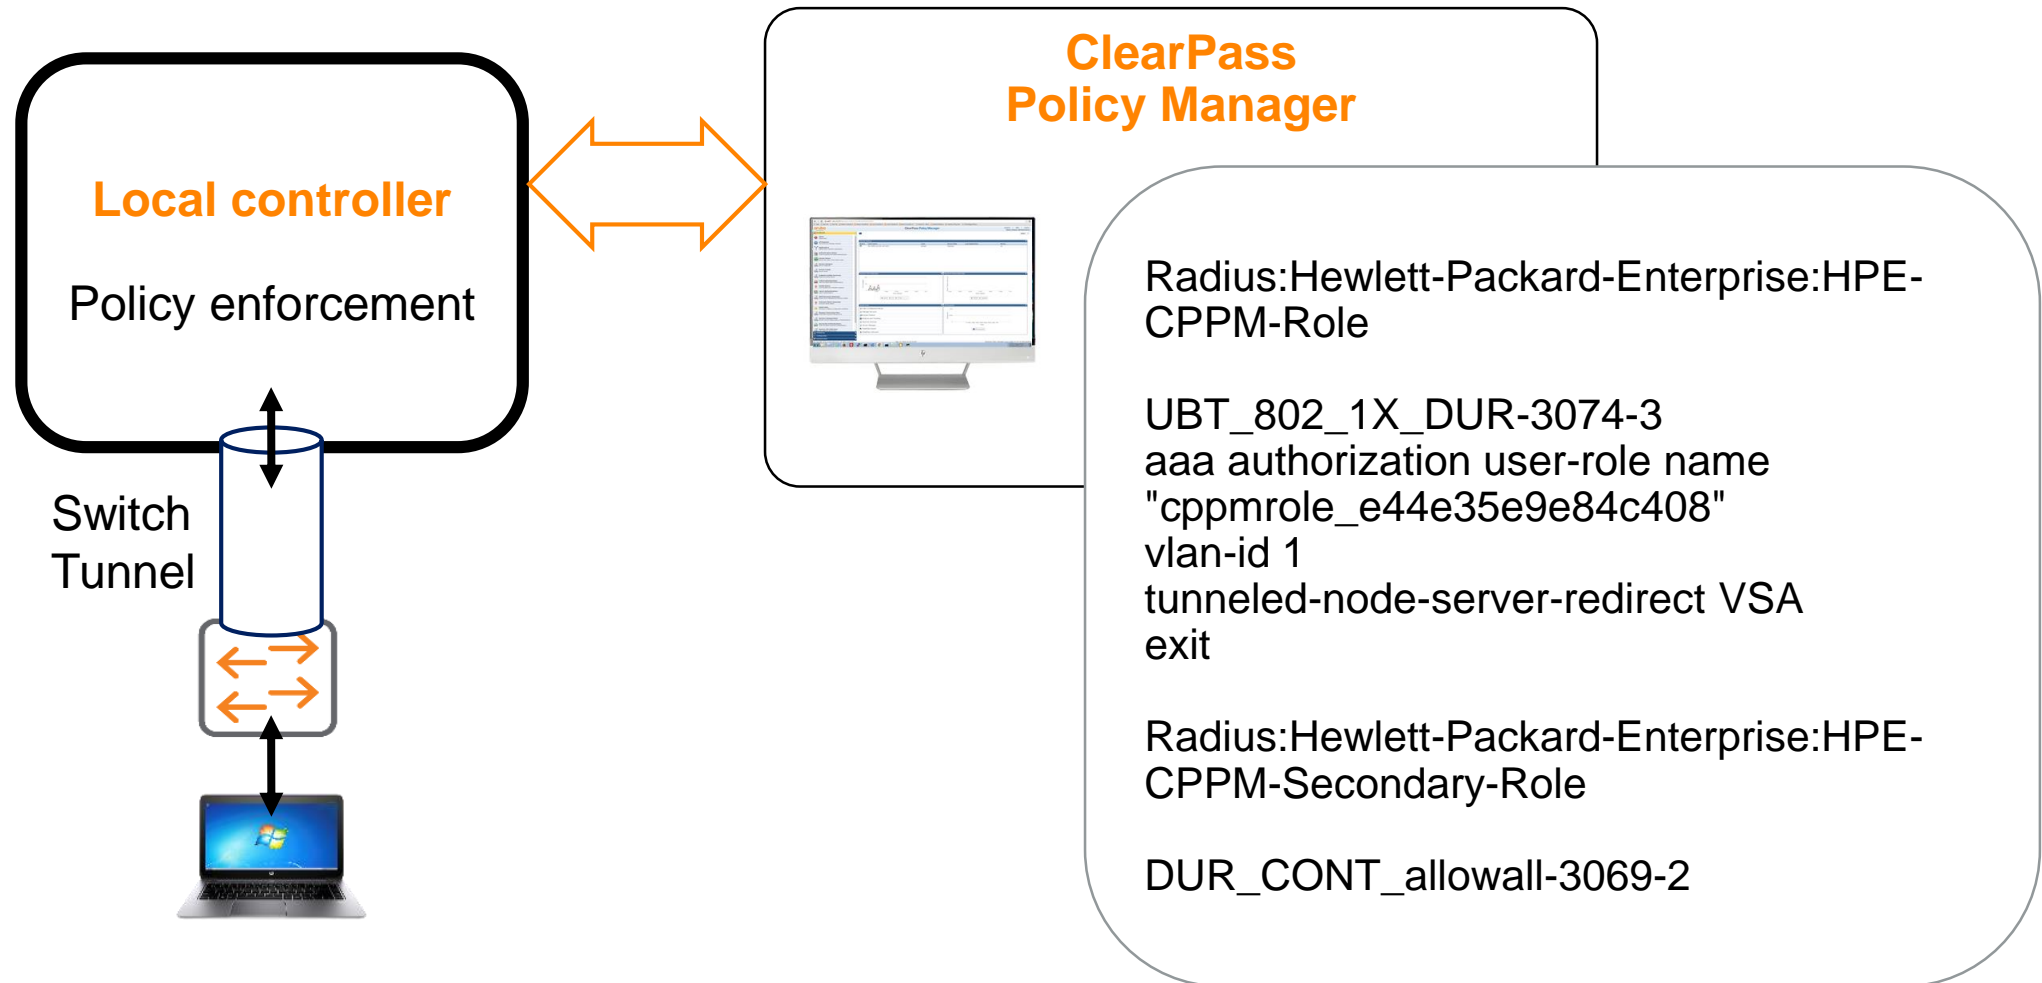 ClearPass
Policy Manager
Local controller
Policy enforcement
Switch
Tunnel
Radius:Hewlett-Packard-Enterprise:HPE-
CPPM-Role
UBT_802_1X_DUR-3074-3
aaa authorization user-role name
"cppmrole_e44e35e9e84c408"
vlan-id 1
tunneled-node-server-redirect VSA
exit
Radius:Hewlett-Packard-Enterprise:HPE-
CPPM-Secondary-Role
DUR_CONT_allowall-3069-2